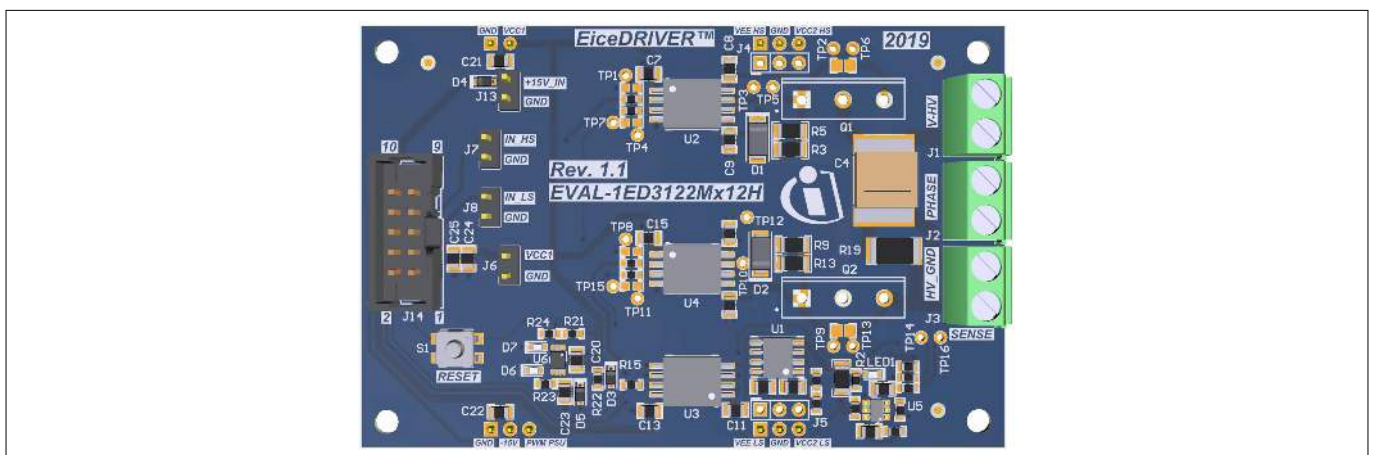 GND VCC1
EiceDRIVER™
VEE HS GND VCC2 HS
2019
C21
D4
+15V_IN
J13
GND
TP1
C7
C8
J4
TP2
TP6
TP3
TP5
TP7
TP4
U2
C9
D1
R5
R3
Q1
C4
V-HV
J1
10 9
J7
IN_HS
GND
Rev. 1.1
EVAL-1ED3122Mx12H
J8
IN_LS
GND
PHASE
J2
C25
C24
J6
VCC1
GND
TP8
C15
TP12
TP15
TP11
U4
TP10
D2
R9
R13
R19
Q2
HV_GND
J3
SENSE
2 J14 1
S1
RESET
R24
R21
D7
U6
D6
C20
R23
C23
D5
R22
D3
R15
U3
U1
TP9
TP13
TP14
TP16
R2
LED1
U5
C22
C13
C11
J5
GND -15V PWM PSU
VEE LS GND VCC2 LS